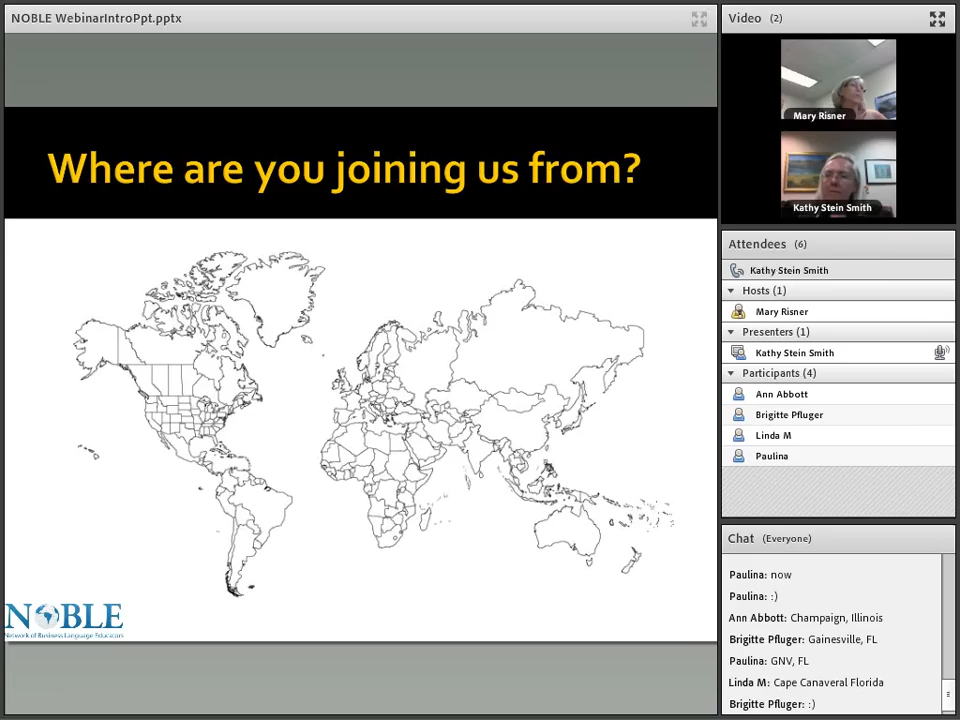 NOBLE WebinarIntroPpt.pptx
Where are you joining us from?
NOBLE
Network of Business Language Educators
Video (2)
Mary Risner
Kathy Stein Smith
Attendees (6)
Kathy Stein Smith
Hosts (1)
Mary Risner
Presenters (1)
Kathy Stein Smith
Participants (4)
Ann Abbott
Brigitte Pfluger
Linda M
Paulina
Chat (Everyone)
Paulina: now
Paulina: :)
Ann Abbott: Champaign, Illinois
Brigitte Pfluger: Gainesville, FL
Paulina: GNV, FL
Linda M: Cape Canaveral Florida
Brigitte Pfluger: :)